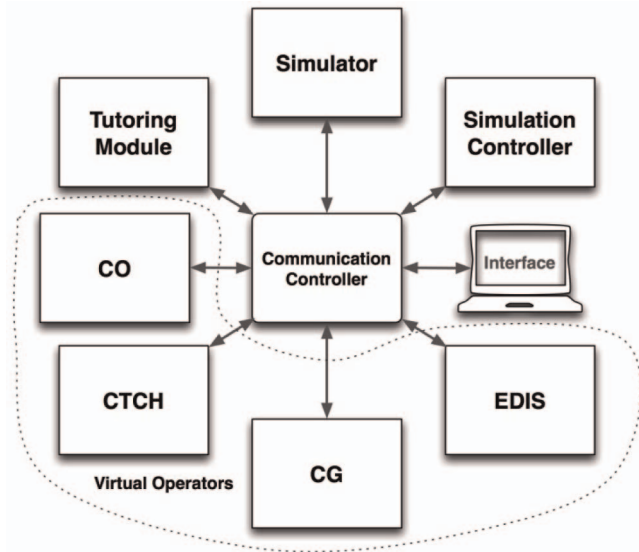 Simulator
Tutoring
Module
Simulation
Controller
CO
Communication
Controller
Interface
CTCH
EDIS
CG
Virtual Operators